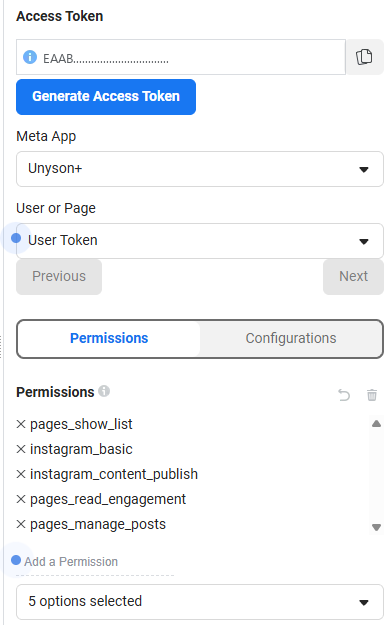 Access Token
EAAB................................
Generate Access Token
Meta App
Unyson+
User or Page
User Token
Previous
Next
Permissions
Configurations
Permissions
pages_show_list
instagram_basic
instagram_content_publish
pages_read_engagement
pages_manage_posts
Add a Permission
5 options selected